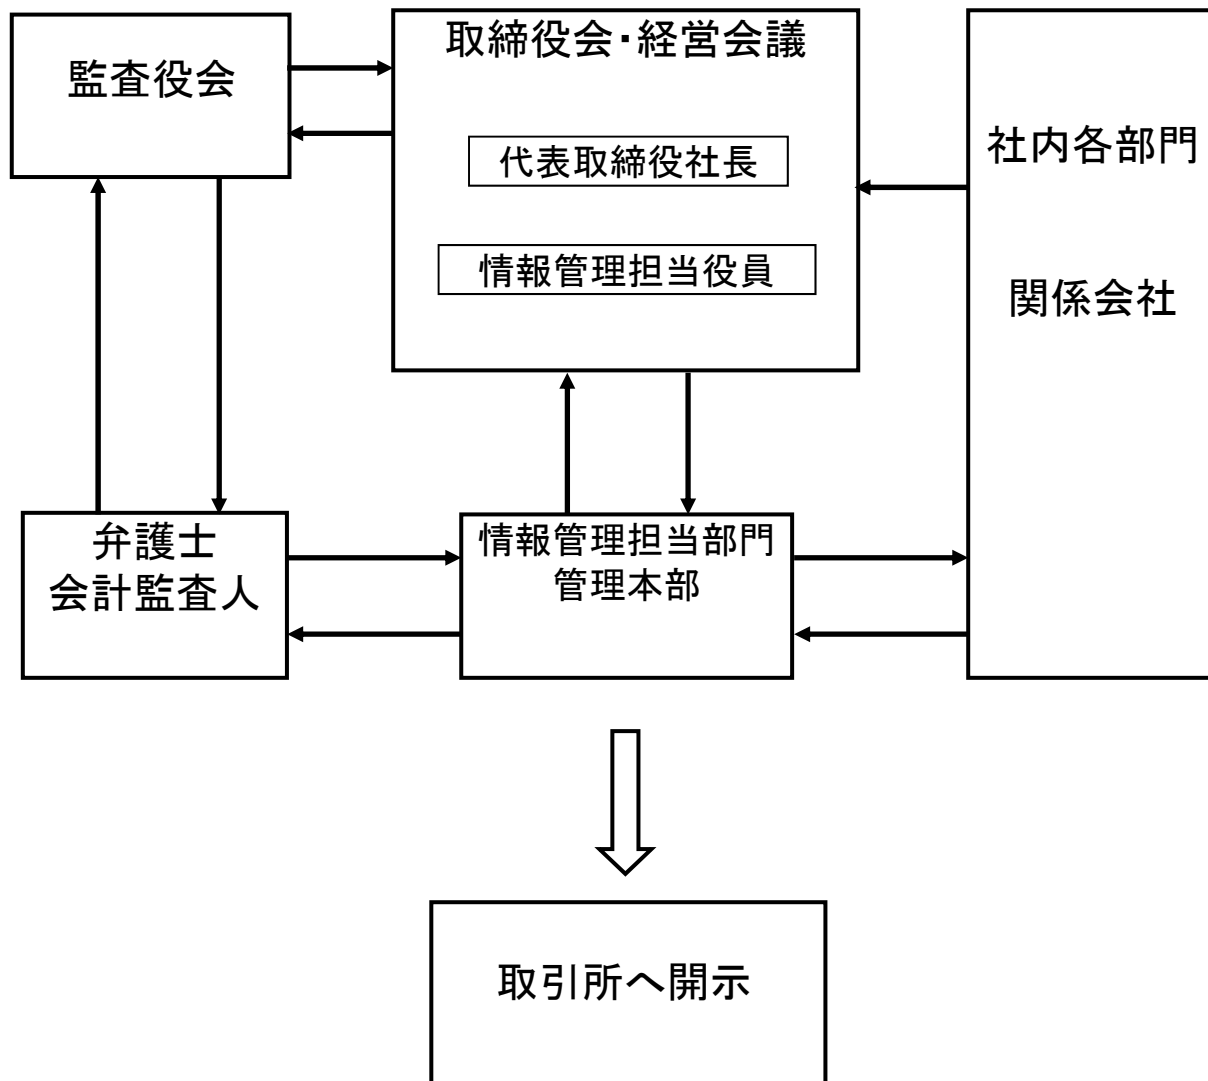 監査役会
取締役会・経営会議
代表取締役社長
情報管理担当役員
社内各部門
関係会社
弁護士
会計監査人
情報管理担当部門
管理本部
取引所へ開示